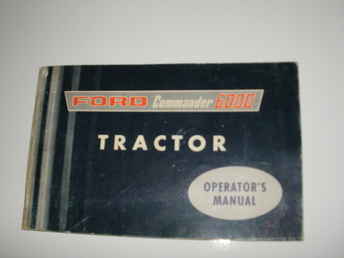 FORD Commander 6000
TRACTOR
OPERATOR'S
MANUAL